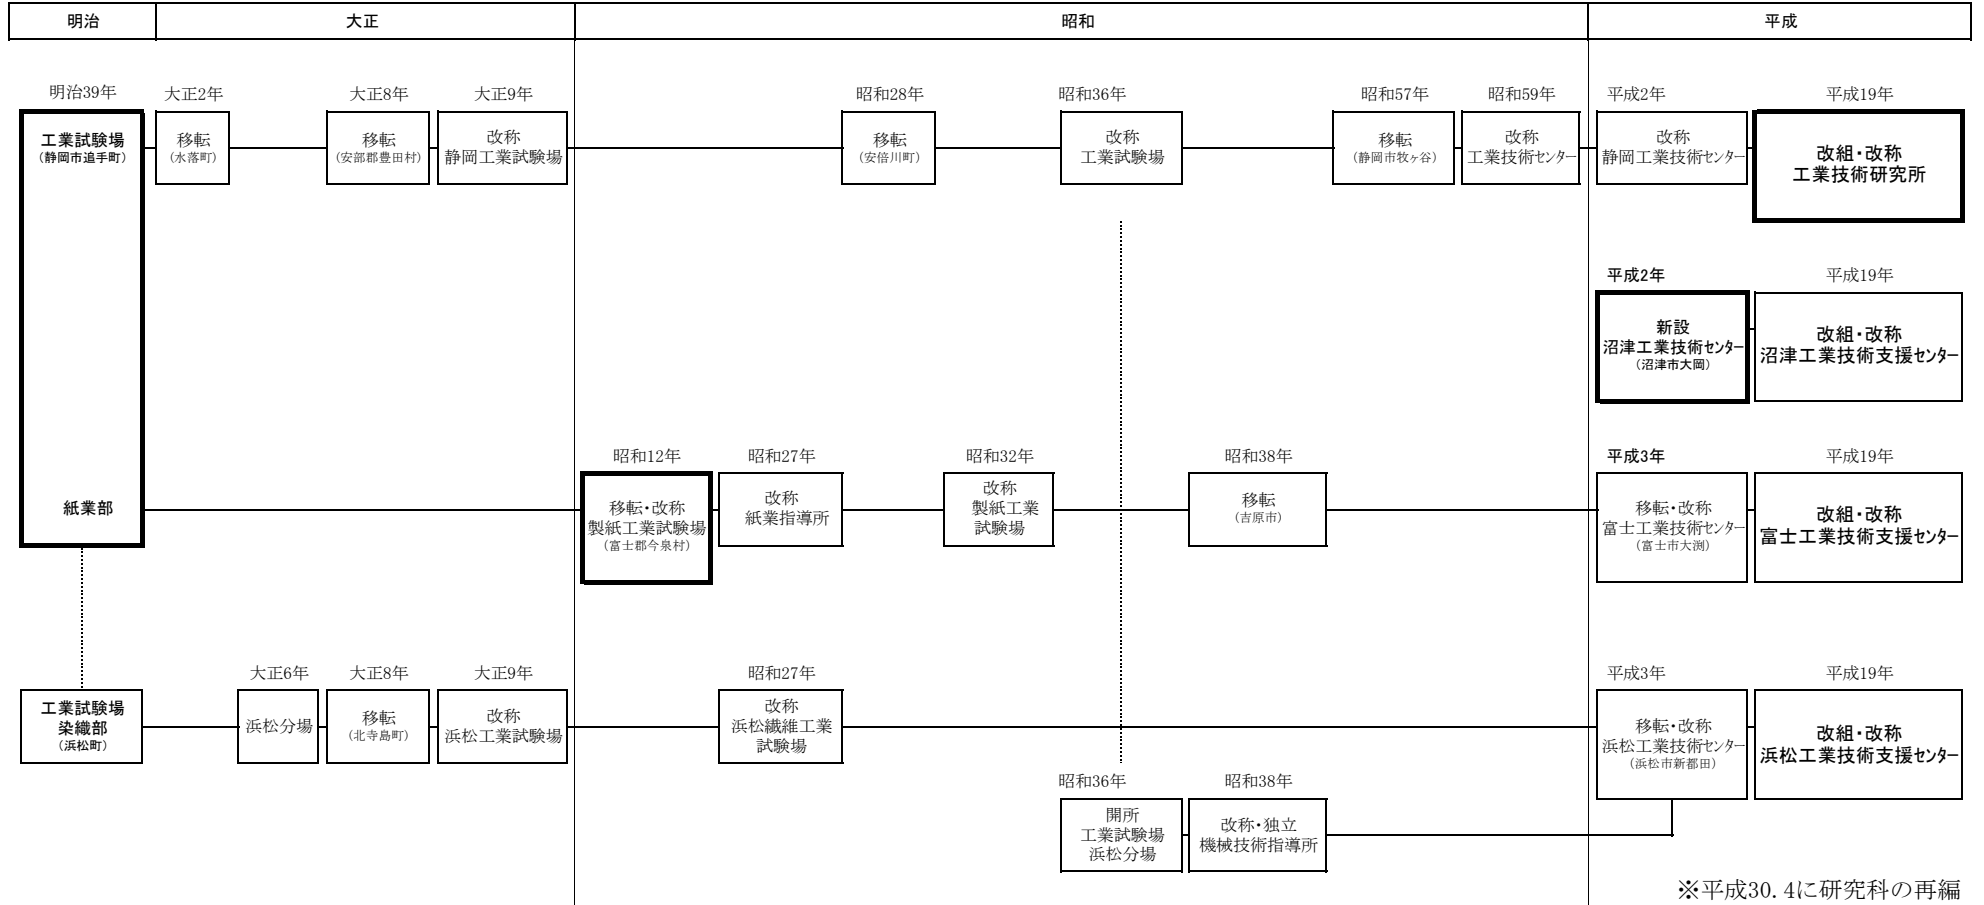 明治
大正
昭和
平成
明治39年
大正2年
大正8年
大正9年
昭和28年
昭和36年
昭和57年
昭和59年
平成2年
平成19年
工業試験場
(静岡市追手町)
紙業部
移転
(水落町)
移転
(安部郡豊田村)
改称
静岡工業試験場
移転
(安倍川町)
改称
工業試験場
移転
(静岡市牧ヶ谷)
改称
工業技術センター
改称
静岡工業技術センター
改組・改称
工業技術研究所
平成2年
平成19年
新設
沼津工業技術センター
(沼津市大岡)
改組・改称
沼津工業技術支援センター
昭和12年
昭和27年
昭和32年
昭和38年
平成3年
平成19年
移転・改称
製紙工業試験場
(富士郡今泉村)
改称
紙業指導所
改称
製紙工業
試験場
移転
(吉原市)
移転・改称
富士工業技術センター
(富士市大渕)
改組・改称
富士工業技術支援センター
大正6年
大正8年
大正9年
昭和27年
平成3年
平成19年
工業試験場
染織部
(浜松町)
浜松分場
移転
(北寺島町)
改称
浜松工業試験場
改称
浜松繊維工業
試験場
移転・改称
浜松工業技術センター
(浜松市新都田)
改組・改称
浜松工業技術支援センター
昭和36年
昭和38年
開所
工業試験場
浜松分場
改称・独立
機械技術指導所
※平成30.4に研究科の再編